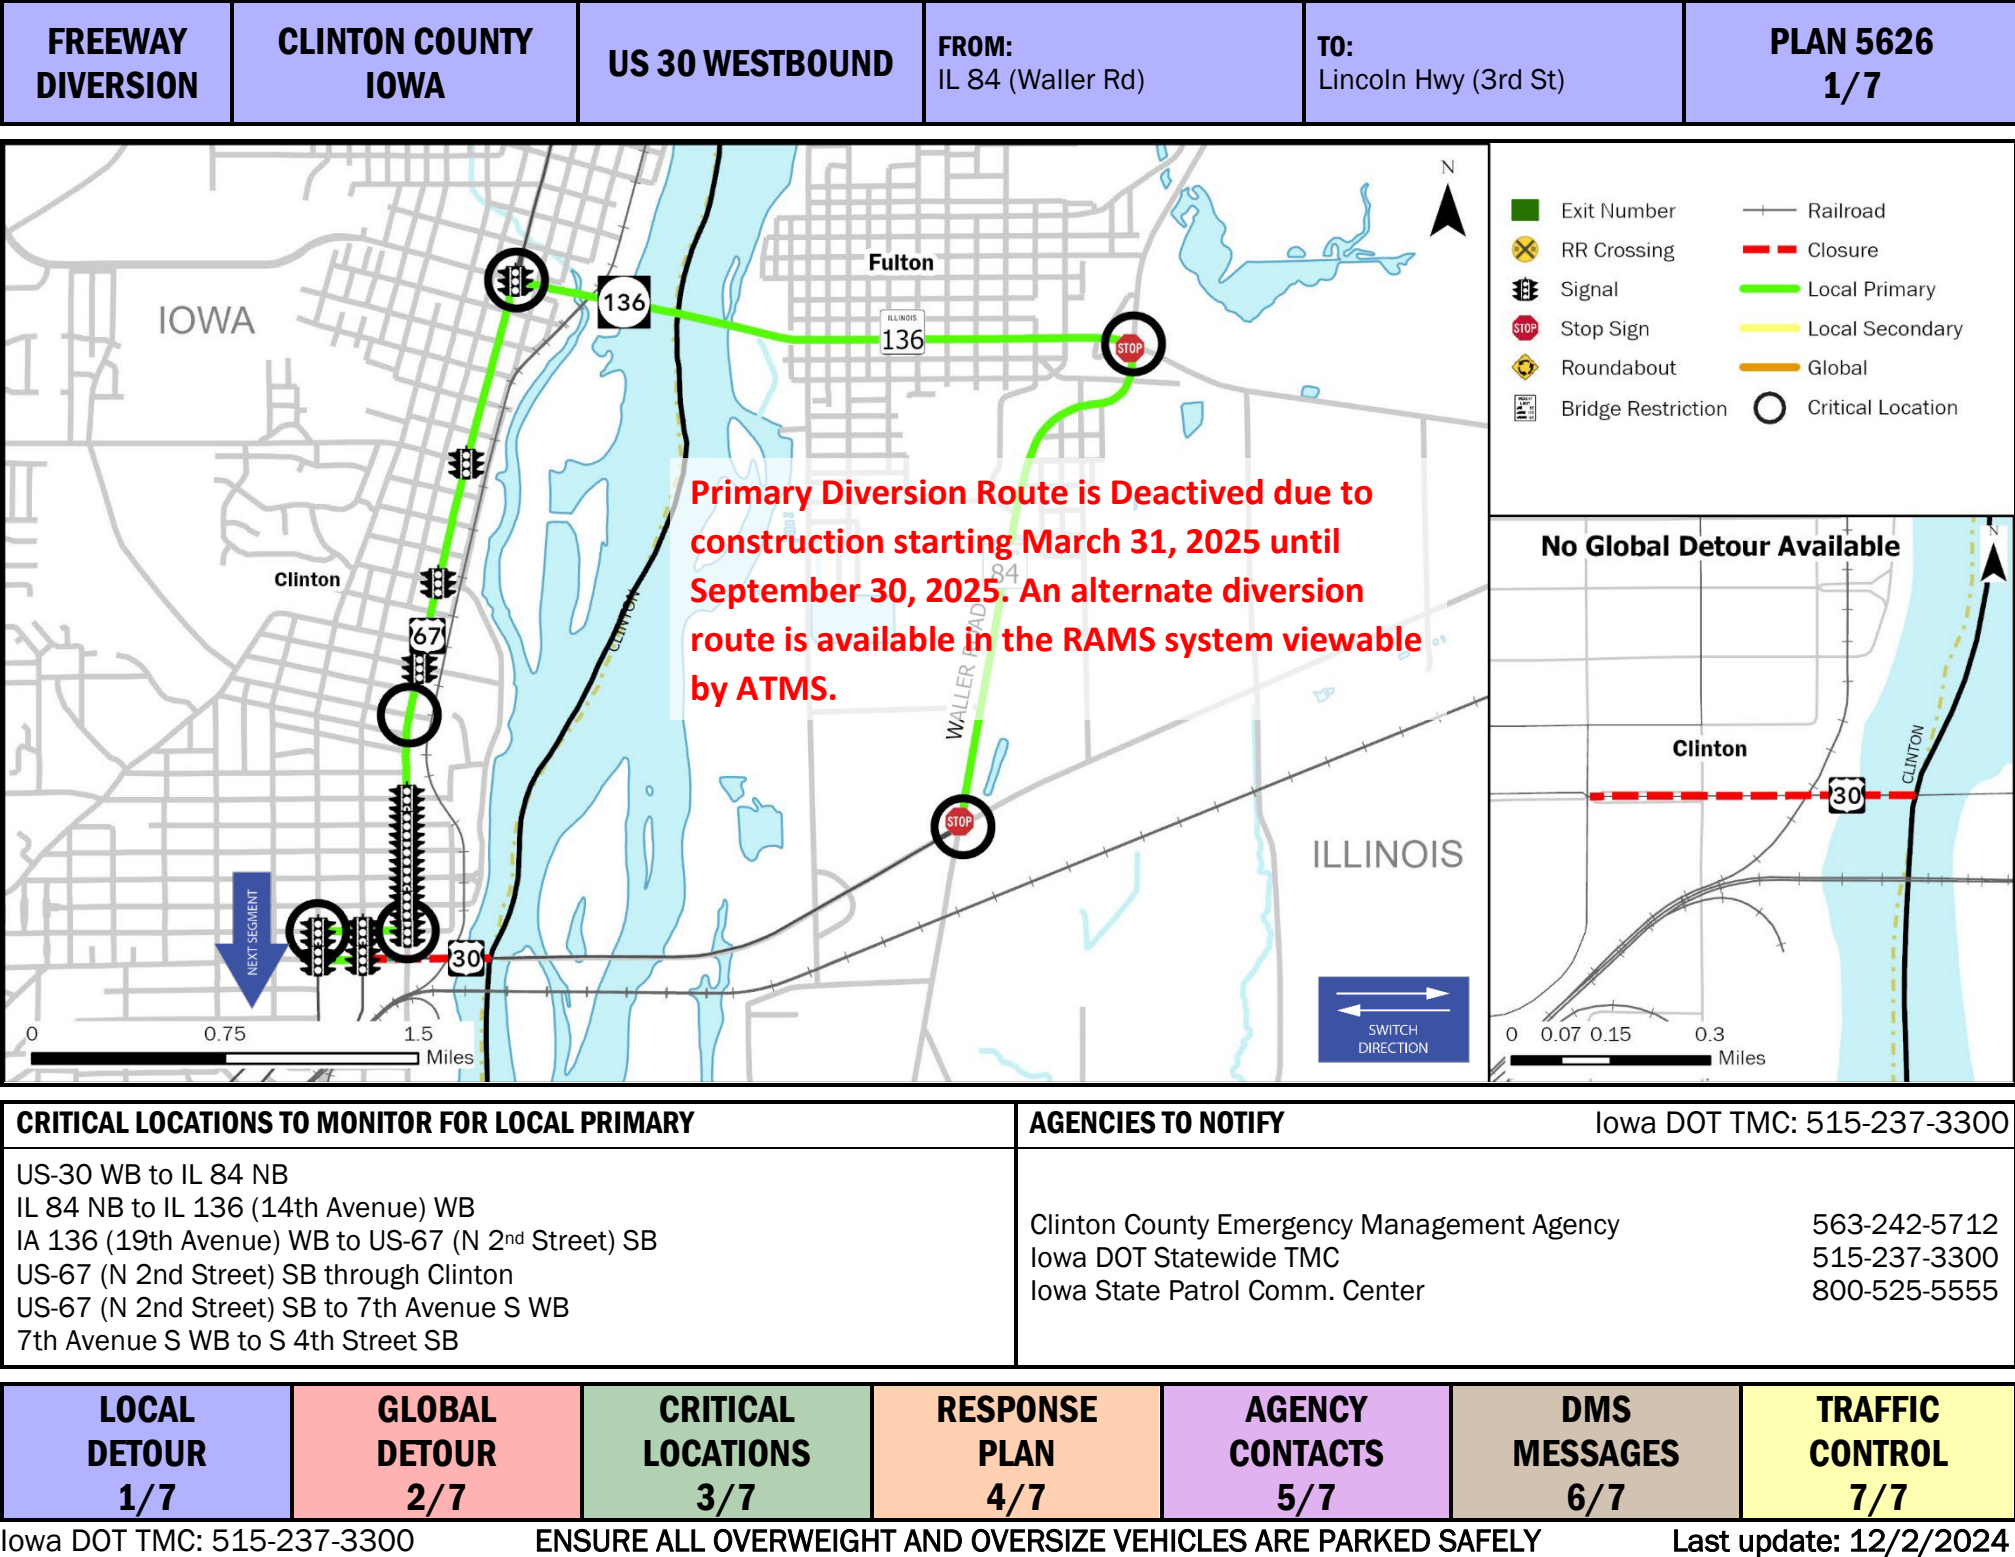 FREEWAY
DIVERSION
CLINTON COUNTY
IOWA
US 30 WESTBOUND
FROM:
IL 84 (Waller Rd)
TO:
Lincoln Hwy (3rd St)
PLAN 5626
1/7
N
IOWA
136
Fulton
ILLINOIS
136
STOP
Primary Diversion Route is Deactived due to
construction starting March 31, 2025 until
September 30, 2025. An alternate diversion
route is available in the RAMS system viewable
by ATMS.
84
WALLER ROAD
Clinton
67
CLINTON
STOP
ILLINOIS
NEXT SEGMENT
30
SWITCH
DIRECTION
0 0.75 1.5
Miles
Exit Number
RR Crossing
Signal
STOP Stop Sign
Roundabout
Bridge Restriction
Railroad
Closure
Local Primary
Local Secondary
Global
Critical Location
No Global Detour Available
N
Clinton
CLINTON
30
0 0.07 0.15 0.3
Miles
CRITICAL LOCATIONS TO MONITOR FOR LOCAL PRIMARY
US-30 WB to IL 84 NB
IL 84 NB to IL 136 (14th Avenue) WB
IA 136 (19th Avenue) WB to US-67 (N 2nd Street) SB
US-67 (N 2nd Street) SB through Clinton
US-67 (N 2nd Street) SB to 7th Avenue S WB
7th Avenue S WB to S 4th Street SB
AGENCIES TO NOTIFY Iowa DOT TMC: 515-237-3300
Clinton County Emergency Management Agency 563-242-5712
Iowa DOT Statewide TMC 515-237-3300
Iowa State Patrol Comm. Center 800-525-5555
LOCAL
DETOUR
1/7
GLOBAL
DETOUR
2/7
CRITICAL
LOCATIONS
3/7
RESPONSE
PLAN
4/7
AGENCY
CONTACTS
5/7
DMS
MESSAGES
6/7
TRAFFIC
CONTROL
7/7
Iowa DOT TMC: 515-237-3300 ENSURE ALL OVERWEIGHT AND OVERSIZE VEHICLES ARE PARKED SAFELY Last update: 12/2/2024